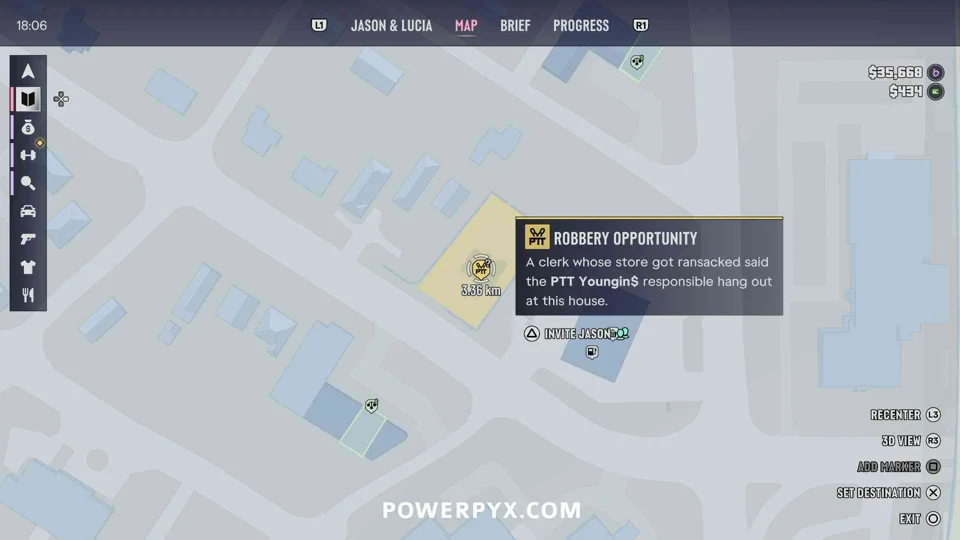 18:06
L1
JASON & LUCIA
MAP
BRIEF
PROGRESS
R1
$35,668
$434
PTT
3.36 km
PTT
ROBBERY OPPORTUNITY
A clerk whose store got ransacked said
the PTT Youngin$ responsible hang out
at this house.
INVITE JASON
RECENTER L3
3D VIEW R3
ADD MARKER
SET DESTINATION
EXIT
POWERPYX.COM